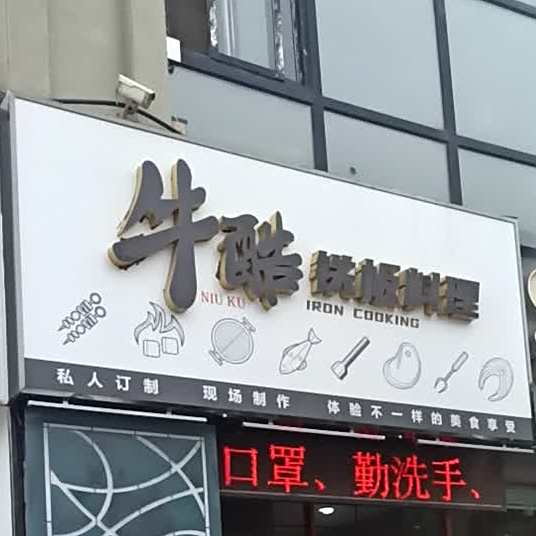 牛酷 铁板料理
NIU KU
IRON COOKING
私人订制 现场制作 体验不一样的美食享受
口罩、勤洗手、